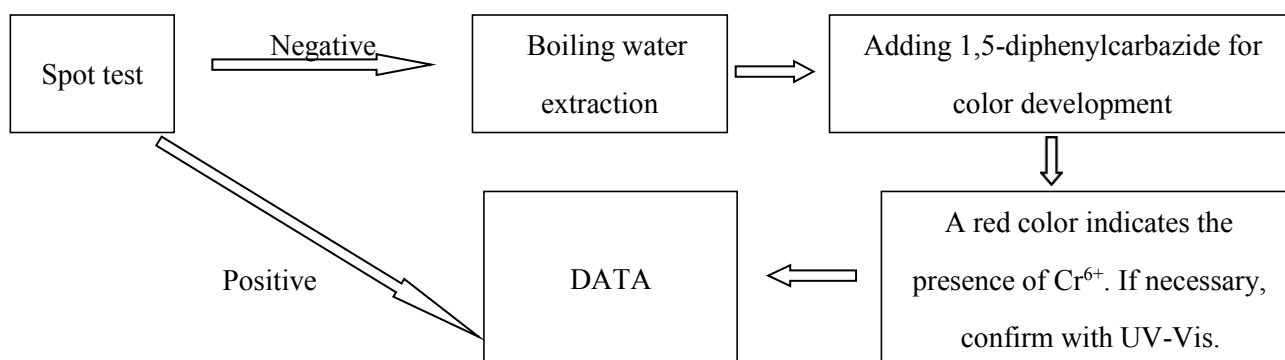 Spot test
Negative
Boiling water
extraction
Adding 1,5-diphenylcarbazide for
color development
A red color indicates the
presence of Cr⁶⁺. If necessary,
confirm with UV-Vis.
DATA
Positive